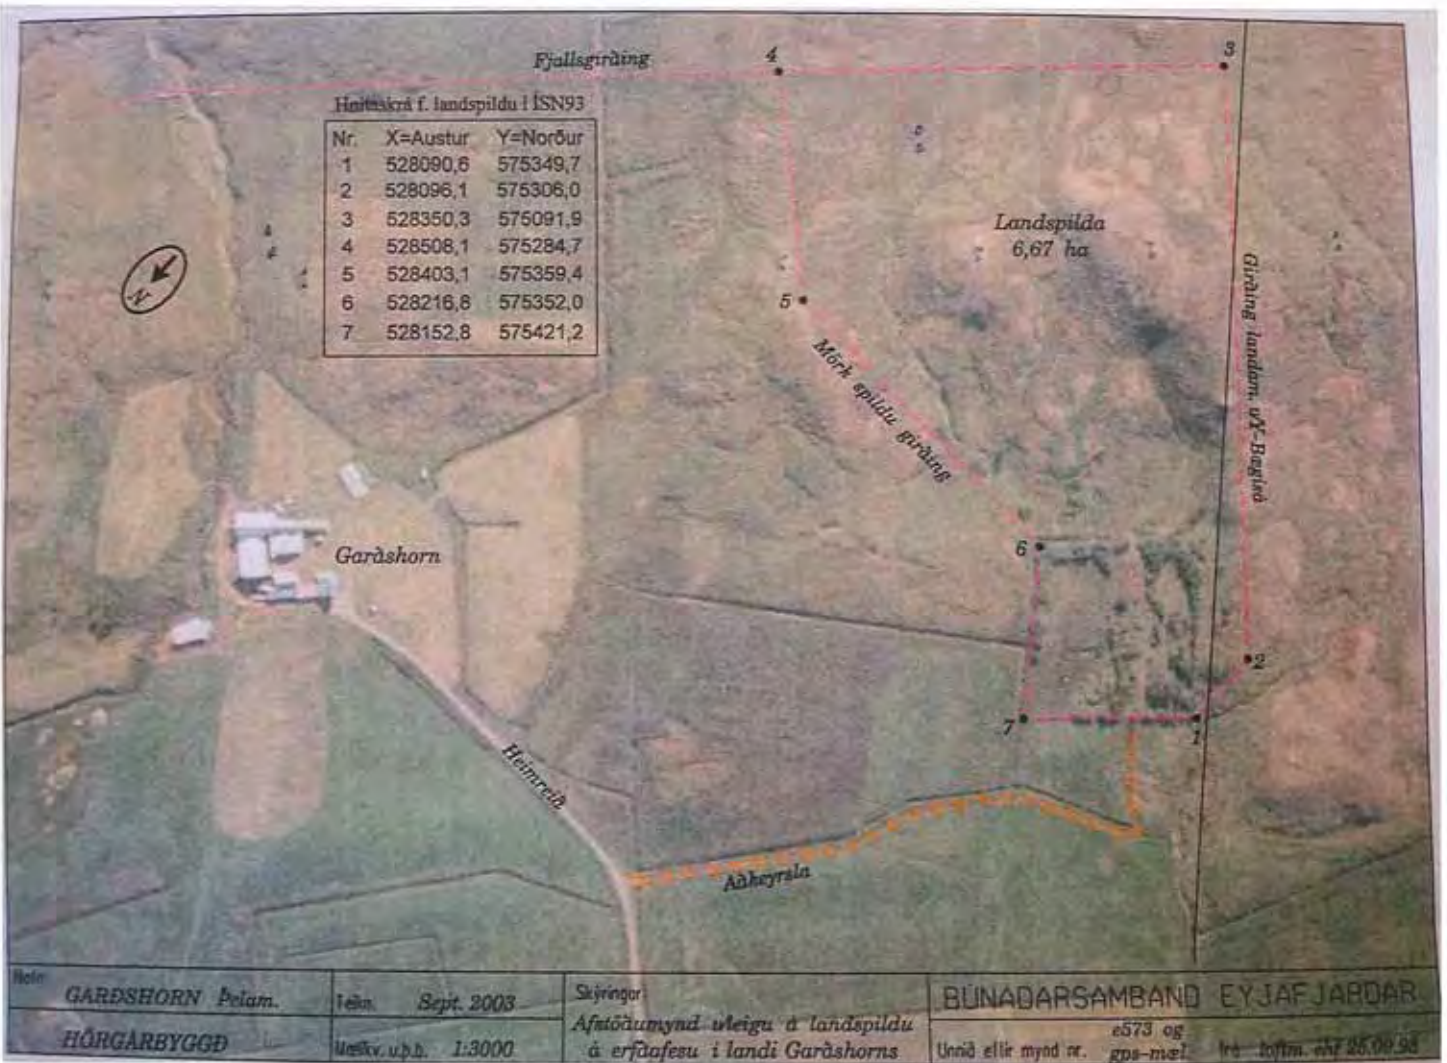 Fjallsgirðing
4
3
Hnitaskrá f. landspildu í ÍSN93
Nr. X=Austur Y=Norður
1 528090,6 575349,7
2 528096,1 575306,0
3 528350,3 575091,9
4 528508,1 575284,7
5 528403,1 575359,4
6 528216,8 575352,0
7 528152,8 575421,2
N
Landspilda
6,67 ha
5
Girðing landam. v/Y-Bægisá
Mörk spildu girðing
Garðshorn
6
2
7
1
Heimreið
Aðkeyrsla
GARÐSHORN Þelam.
HÖRGÁRBYGGÐ
Teikn. Sept. 2003
Mælikv. u.þ.b. 1:3000
Skýringar:
Afstöðumynd v/leigu á landspildu
á erfðafesu í landi Garðshorns
BÚNAÐARSAMBAND EYJAFJARÐAR
Unnið eftir mynd nr. e573 og
gps-mæl.